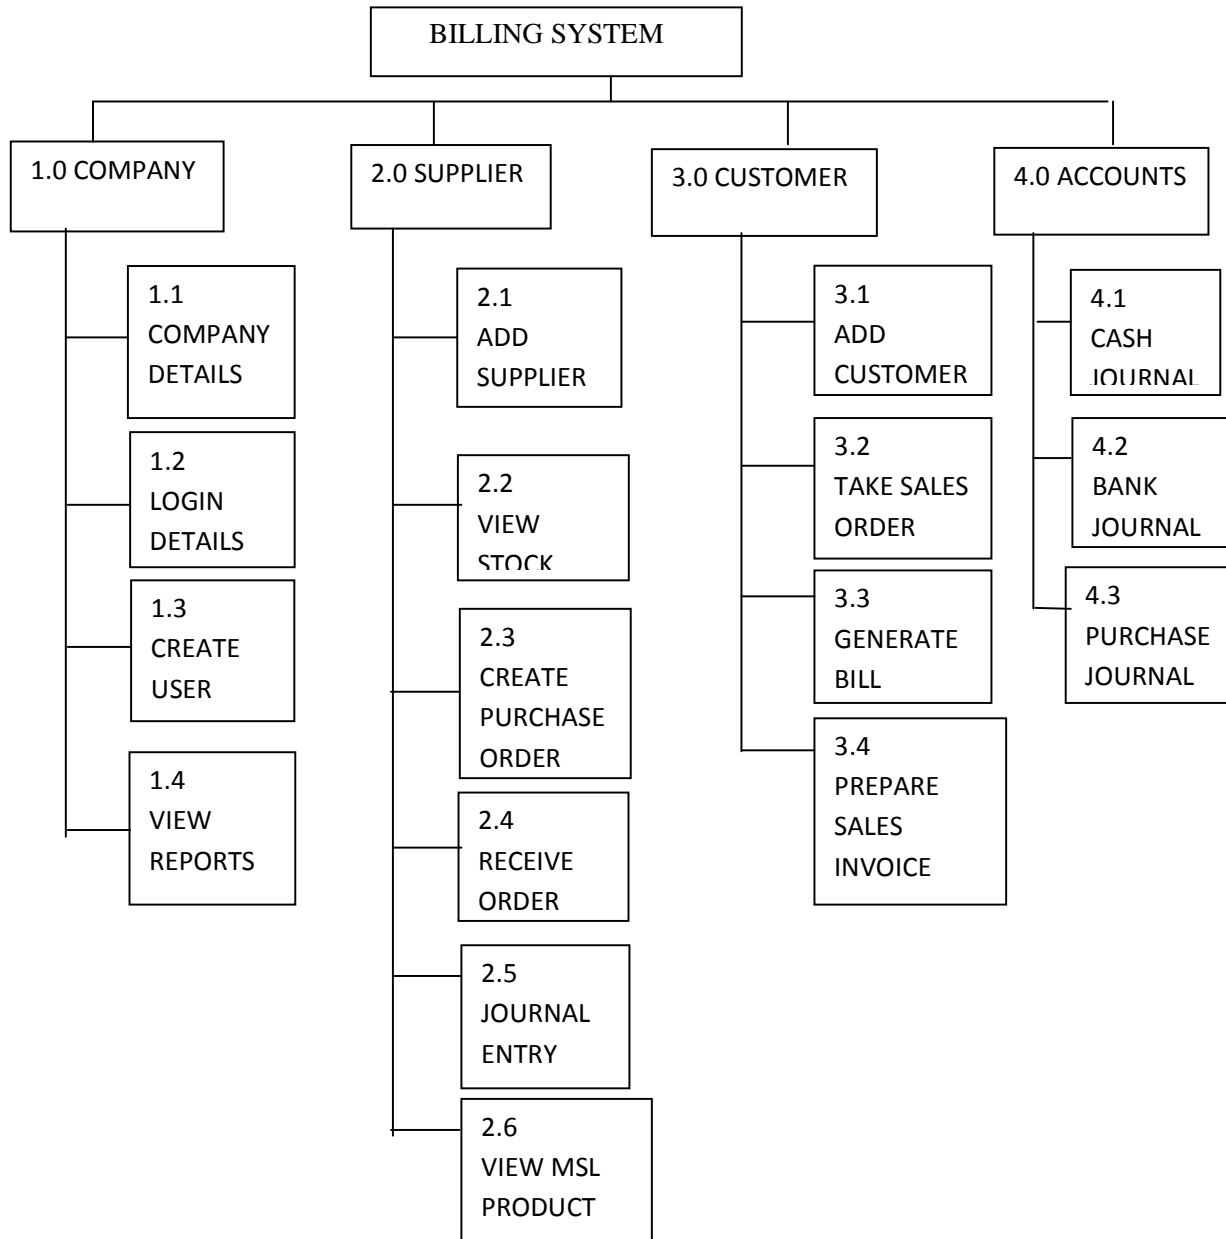 BILLING SYSTEM
1.0 COMPANY
2.0 SUPPLIER
3.0 CUSTOMER
4.0 ACCOUNTS
1.1
COMPANY
DETAILS
1.2
LOGIN
DETAILS
1.3
CREATE
USER
1.4
VIEW
REPORTS
2.1
ADD
SUPPLIER
2.2
VIEW
STOCK
2.3
CREATE
PURCHASE
ORDER
2.4
RECEIVE
ORDER
2.5
JOURNAL
ENTRY
2.6
VIEW MSL
PRODUCT
3.1
ADD
CUSTOMER
3.2
TAKE SALES
ORDER
3.3
GENERATE
BILL
3.4
PREPARE
SALES
INVOICE
4.1
CASH
JOURNAL
4.2
BANK
JOURNAL
4.3
PURCHASE
JOURNAL